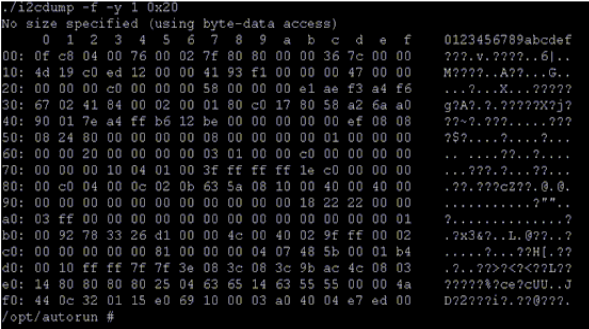 ./i2cdump -f -y 1 0x20
No size specified (using byte-data access)
     0  1  2  3  4  5  6  7  8  9  a  b  c  d  e  f    0123456789abcdef
00: 0f c8 04 00 76 00 02 7f 80 80 00 00 36 7c 00 00    ???.v.????..6|..
10: 4d 19 c0 ed 12 00 00 41 93 f1 00 00 00 00 47 00    M????..A??....G.
20: 00 00 00 c0 00 00 00 58 00 00 00 e1 ae f3 a4 f6    ...?...X...?????
30: 67 02 41 84 00 02 00 01 80 c0 17 80 58 a2 6a a0    g?A?.?.?????X?j?
40: 90 01 7e a4 ff b6 12 be 00 00 00 00 00 ef 08 08    ??~?.???.....???
50: 08 24 80 00 00 00 00 08 00 00 00 00 01 00 00 00    ?$?....?....?...
60: 00 00 20 00 00 00 00 03 01 00 00 c0 00 00 00 00    .. ....??..?....
70: 00 00 00 10 04 01 00 3f ff ff ff 1e c0 00 00 00    ...???.?...??...
80: 00 c0 04 00 0c 02 0b 63 5a 08 10 00 40 00 40 00    .??.???cZ??.@.@.
90: 00 00 00 00 00 00 00 00 00 00 00 18 22 22 00 00    ...........?""..
a0: 03 ff 00 00 00 00 00 00 00 00 00 00 00 00 00 01    ?..............?
b0: 00 92 78 33 26 d1 00 00 4c 00 40 02 9f ff 00 02    .?x3&?..L.@??..?
c0: 00 00 00 00 00 81 00 00 00 04 07 48 5b 00 01 b4    .....?...??H[.??
d0: 00 10 ff ff 7f 7f 3e 08 3c 08 3c 9b ac 4c 08 03    .?..??>?<?<??L??
e0: 14 80 80 80 80 25 04 63 65 14 63 55 55 00 00 4a    ?????%?ce?cUU..J
f0: 44 0c 32 01 15 e0 69 10 00 03 a0 40 04 e7 ed 00    D?2???i?.??@???.
/opt/autorun #